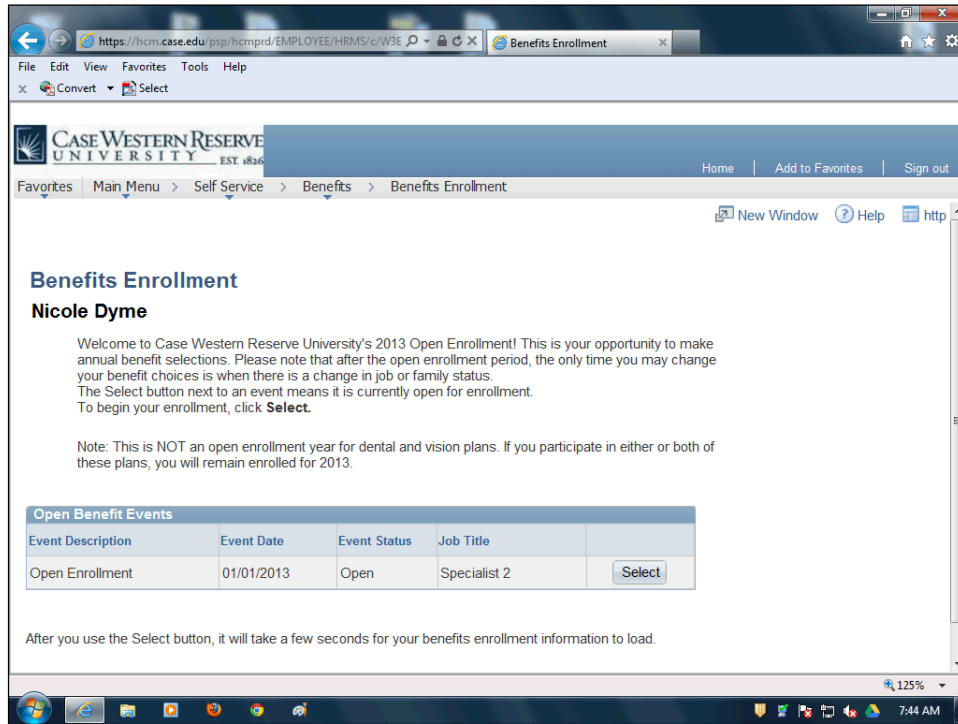 https://hcm.case.edu/psp/hcmprd/EMPLOYEE/HRMS/c/W3E
Benefits Enrollment
File Edit View Favorites Tools Help
x Convert Select
CASE WESTERN RESERVE
UNIVERSITY EST. 1826
Home | Add to Favorites | Sign out
Favorites Main Menu > Self Service > Benefits > Benefits Enrollment
New Window Help http
Benefits Enrollment
Nicole Dyme
Welcome to Case Western Reserve University's 2013 Open Enrollment! This is your opportunity to make
annual benefit selections. Please note that after the open enrollment period, the only time you may change
your benefit choices is when there is a change in job or family status.
The Select button next to an event means it is currently open for enrollment.
To begin your enrollment, click Select.
Note: This is NOT an open enrollment year for dental and vision plans. If you participate in either or both of
these plans, you will remain enrolled for 2013.
Open Benefit Events
Event Description Event Date Event Status Job Title
Open Enrollment 01/01/2013 Open Specialist 2 Select
After you use the Select button, it will take a few seconds for your benefits enrollment information to load.
125%
7:44 AM